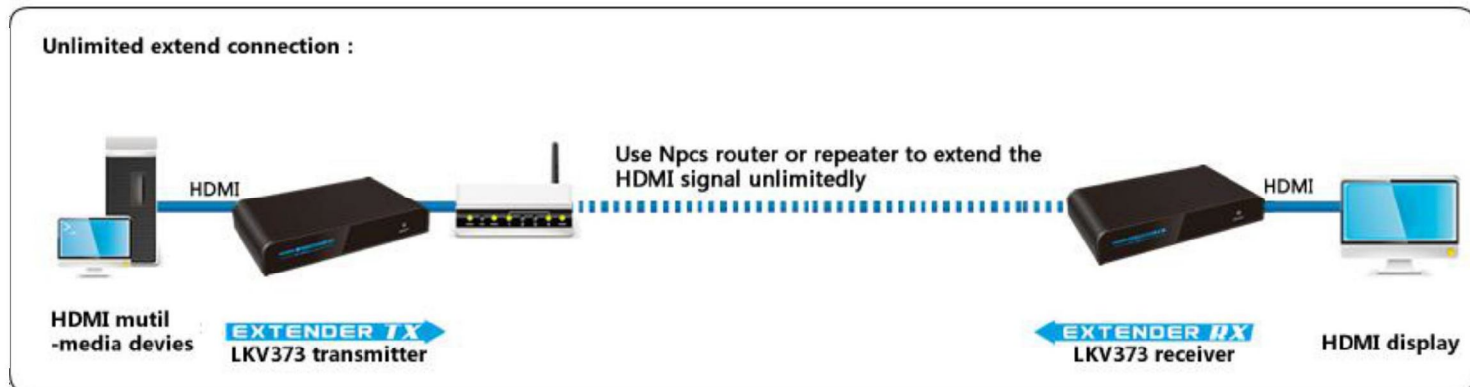 Unlimited extend connection :
Use Npcs router or repeater to extend the
HDMI signal unlimitedly
HDMI
HDMI
HDMI mutil
-media devies
EXTENDER TX
LKV373 transmitter
EXTENDER RX
LKV373 receiver
HDMI display